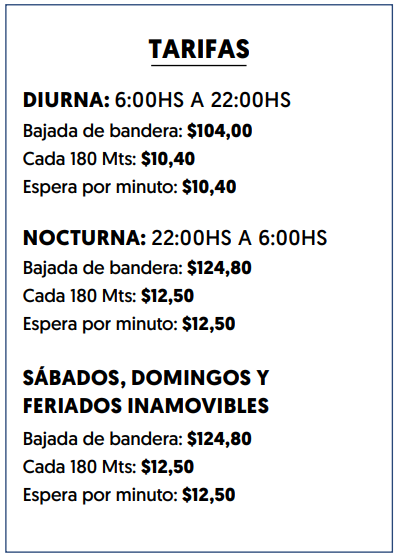 TARIFAS
DIURNA: 6:00HS A 22:00HS
Bajada de bandera: $104,00
Cada 180 Mts: $10,40
Espera por minuto: $10,40
NOCTURNA: 22:00HS A 6:00HS
Bajada de bandera: $124,80
Cada 180 Mts: $12,50
Espera por minuto: $12,50
SÁBADOS, DOMINGOS Y
FERIADOS INAMOVIBLES
Bajada de bandera: $124,80
Cada 180 Mts: $12,50
Espera por minuto: $12,50